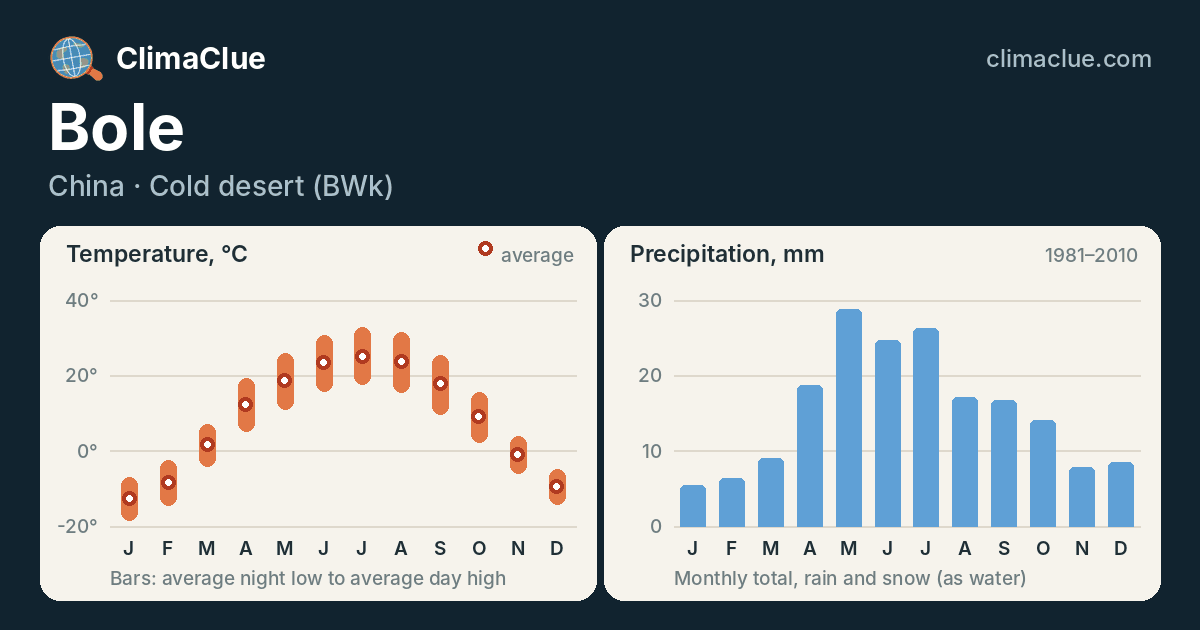 ClimaClue
climaclue.com
Bole
China · Cold desert (BWk)
Temperature, °C
average
40°
20°
0°
-20°
J F M A M J J A S O N D
Bars: average night low to average day high
Precipitation, mm
1981–2010
30
20
10
0
J F M A M J J A S O N D
Monthly total, rain and snow (as water)